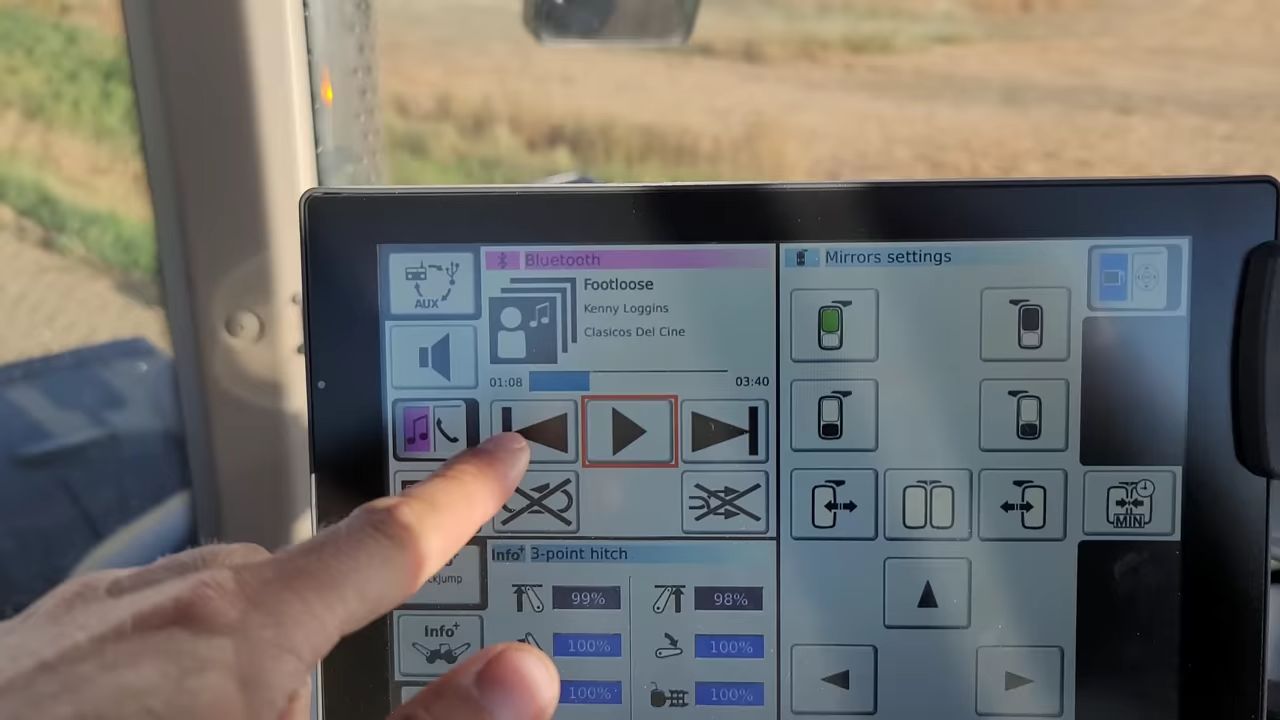 AUX
Bluetooth
Footloose
Kenny Loggins
Clasicos Del Cine
01:08
03:40
Mirrors settings
MIN
Info+ 3-point hitch
99%
98%
100%
100%
100%
100%
Info+